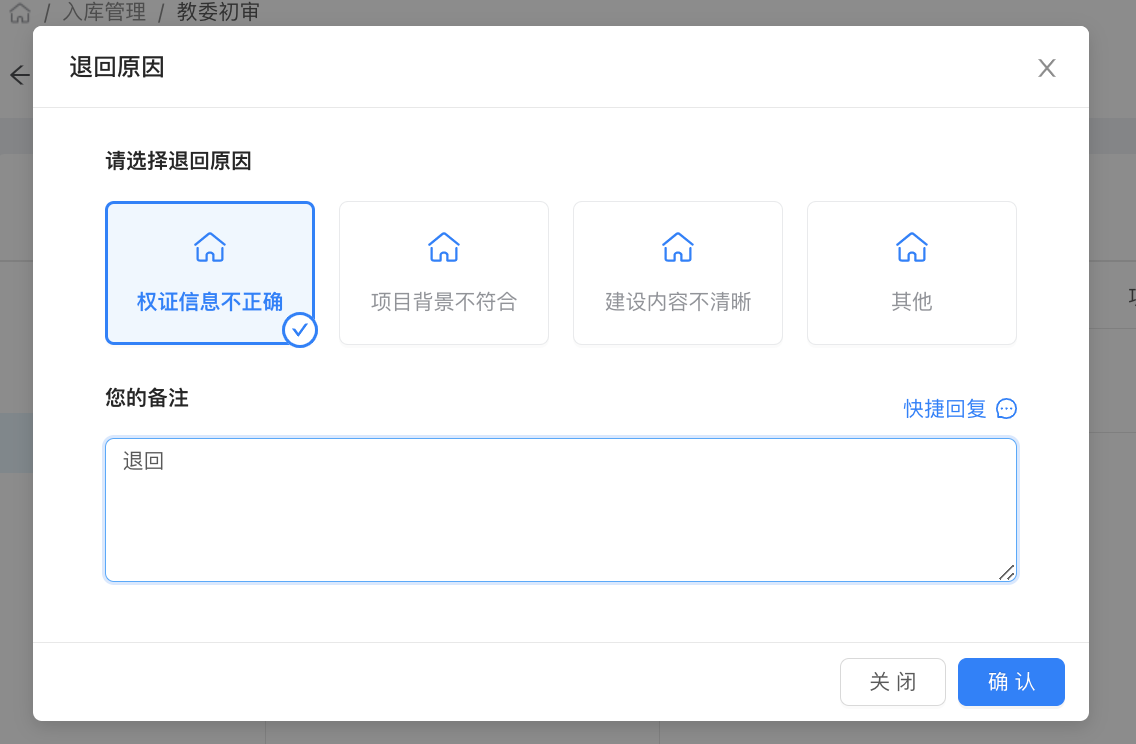 / 入库管理 / 教委初审
退回原因
请选择退回原因
权证信息不正确
项目背景不符合
建设内容不清晰
其他
您的备注
快捷回复
退回
关 闭
确 认